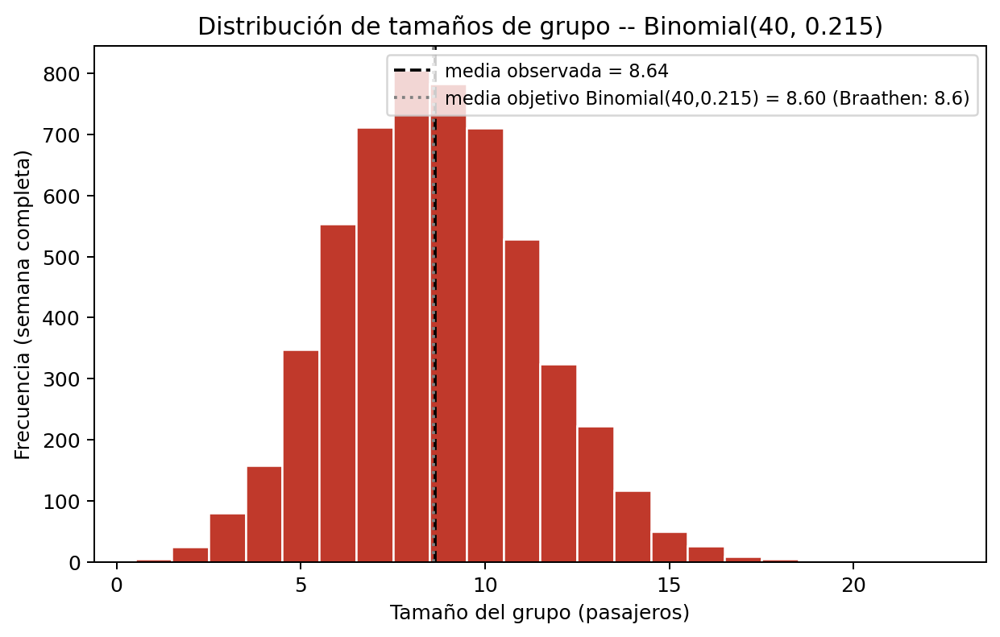 Distribución de tamaños de grupo -- Binomial(40, 0.215)
media observada = 8.64
media objetivo Binomial(40,0.215) = 8.60 (Braathen: 8.6)
Frecuencia (semana completa)
800
700
600
500
400
300
200
100
0
0 5 10 15 20
Tamaño del grupo (pasajeros)